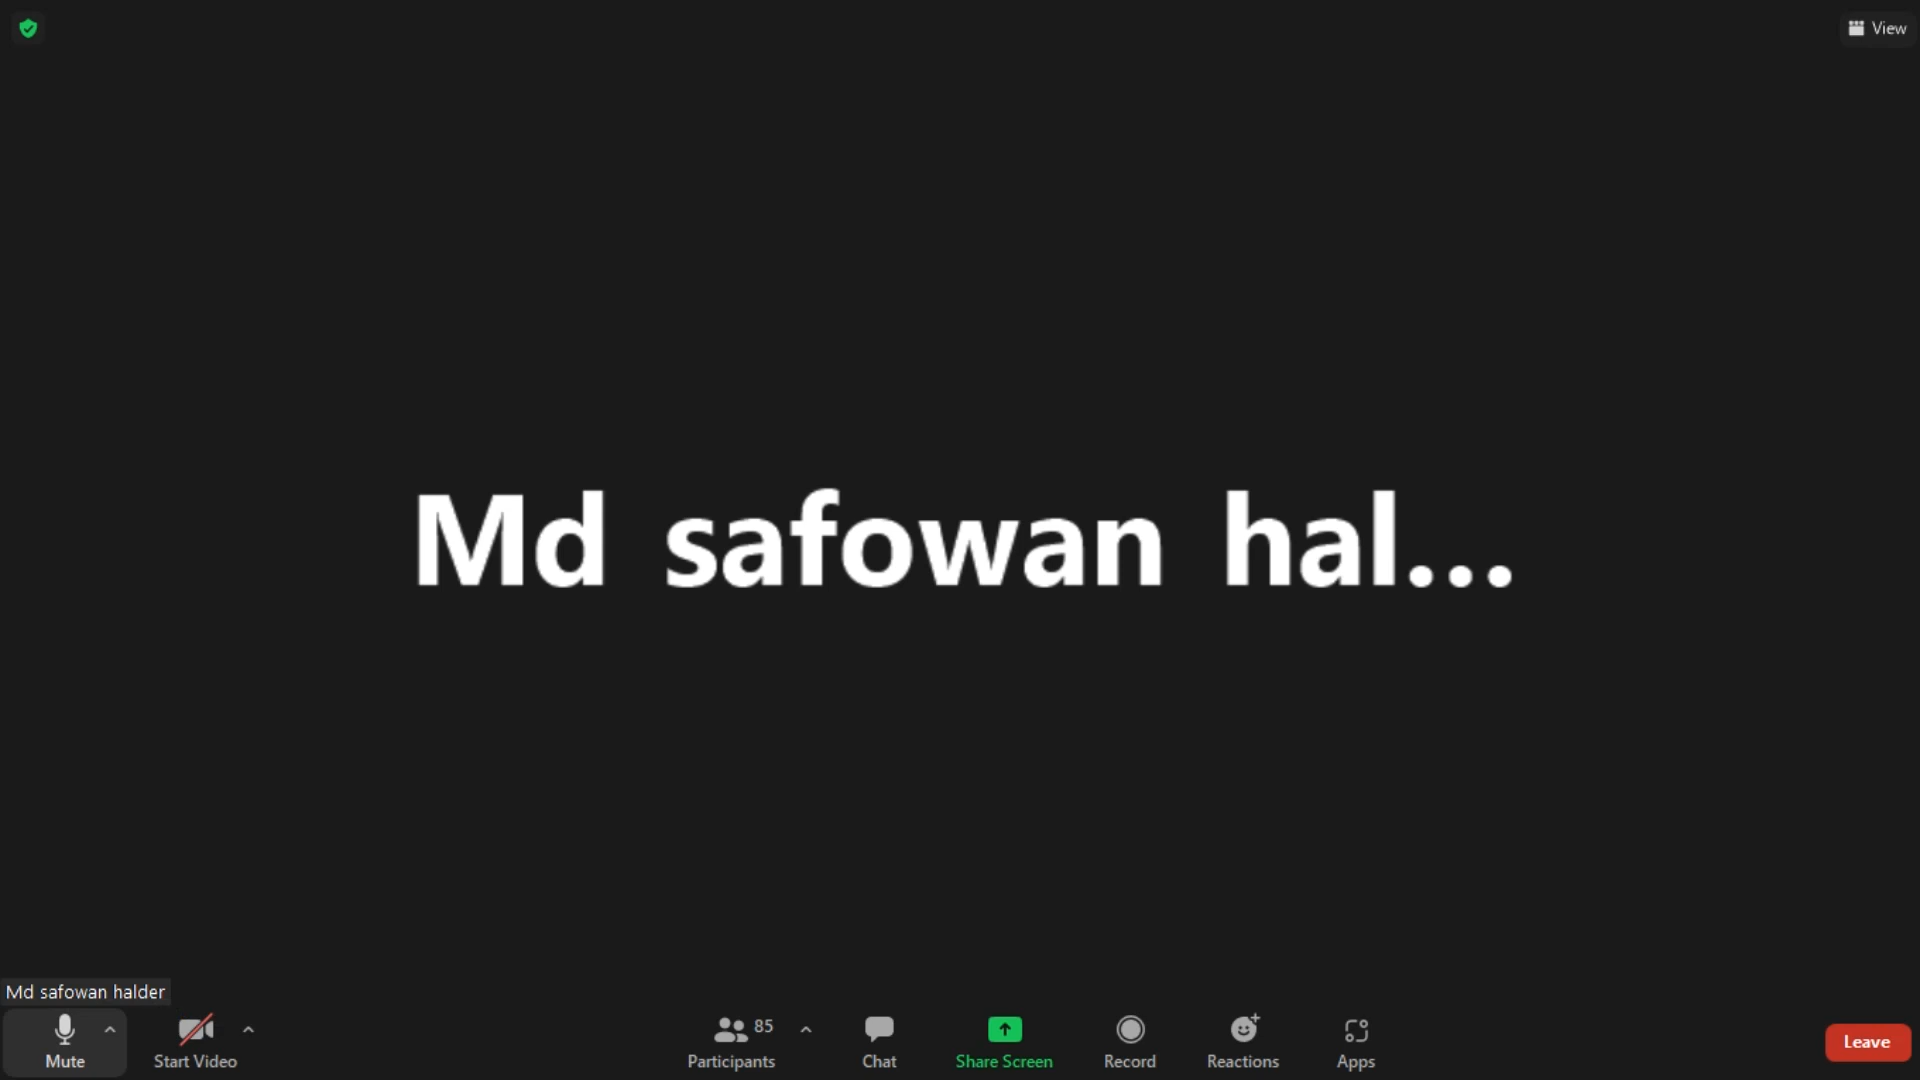 View
Md safowan hal...
Md safowan halder
85
Mute
Start Video
Participants
Chat
Share Screen
Record
Reactions
Apps
Leave